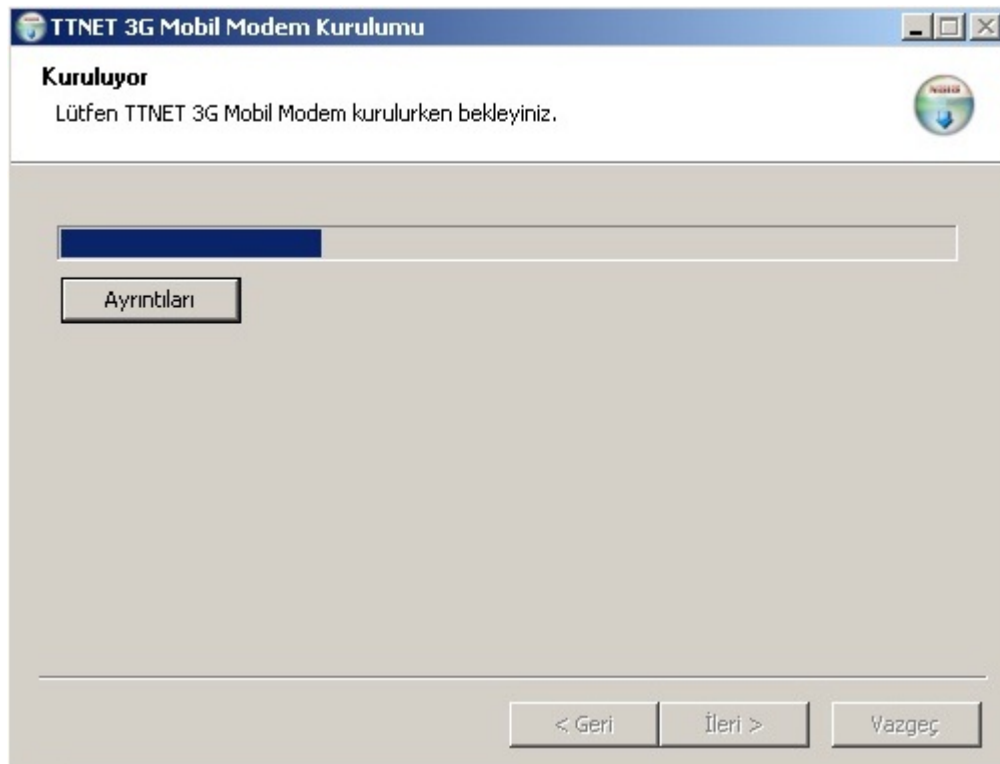 TTNET 3G Mobil Modem Kurulumu
Kuruluyor
Lütfen TTNET 3G Mobil Modem kurulurken bekleyiniz.
Ayrıntıları
< Geri
İleri >
Vazgeç